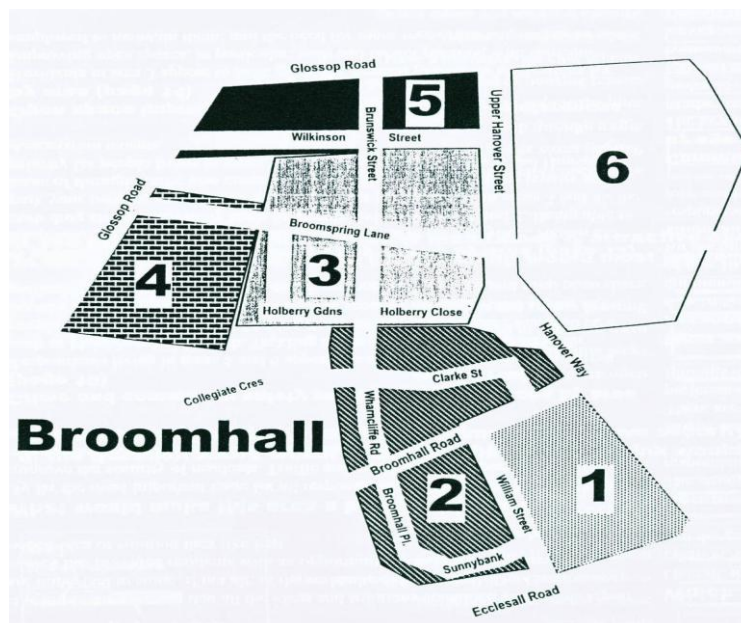 Glossop Road
5
Brunswick Street
Upper Hanover Street
Wilkinson Street
6
Glossop Road
Broomspring Lane
4
3
Holberry Gdns
Holberry Close
Hanover Way
Clarke St
Collegiate Cres
Wharncliffe Rd
Broomhall
Broomhall Road
2
1
Broomhall Pl.
William Street
Sunnybank
Ecclesall Road